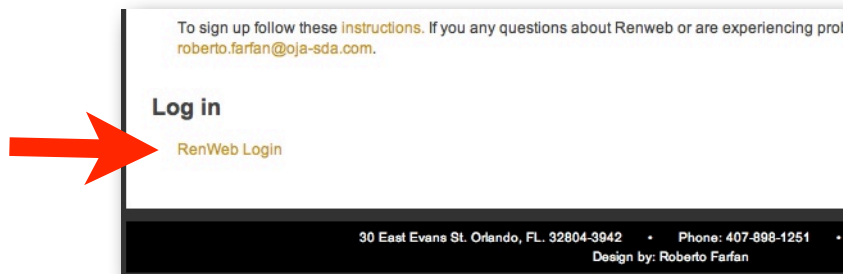 To sign up follow these instructions. If you any questions about Renweb or are experiencing
roberto.farfan@oja-sda.com.
Log in
RenWeb Login
30 East Evans St. Orlando, FL. 32804-3942 • Phone: 407-898-1251 •
Design by: Roberto Farfan